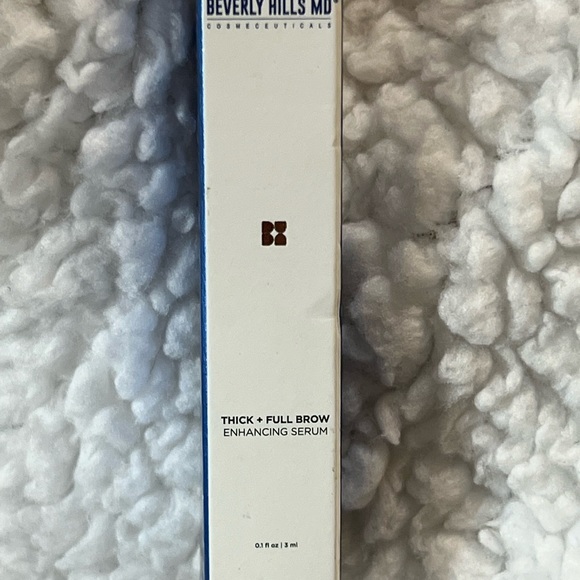 BEVERLY HILLS MD®
COSMECEUTICALS
THICK + FULL BROW
ENHANCING SERUM
0.1 fl oz | 3 ml